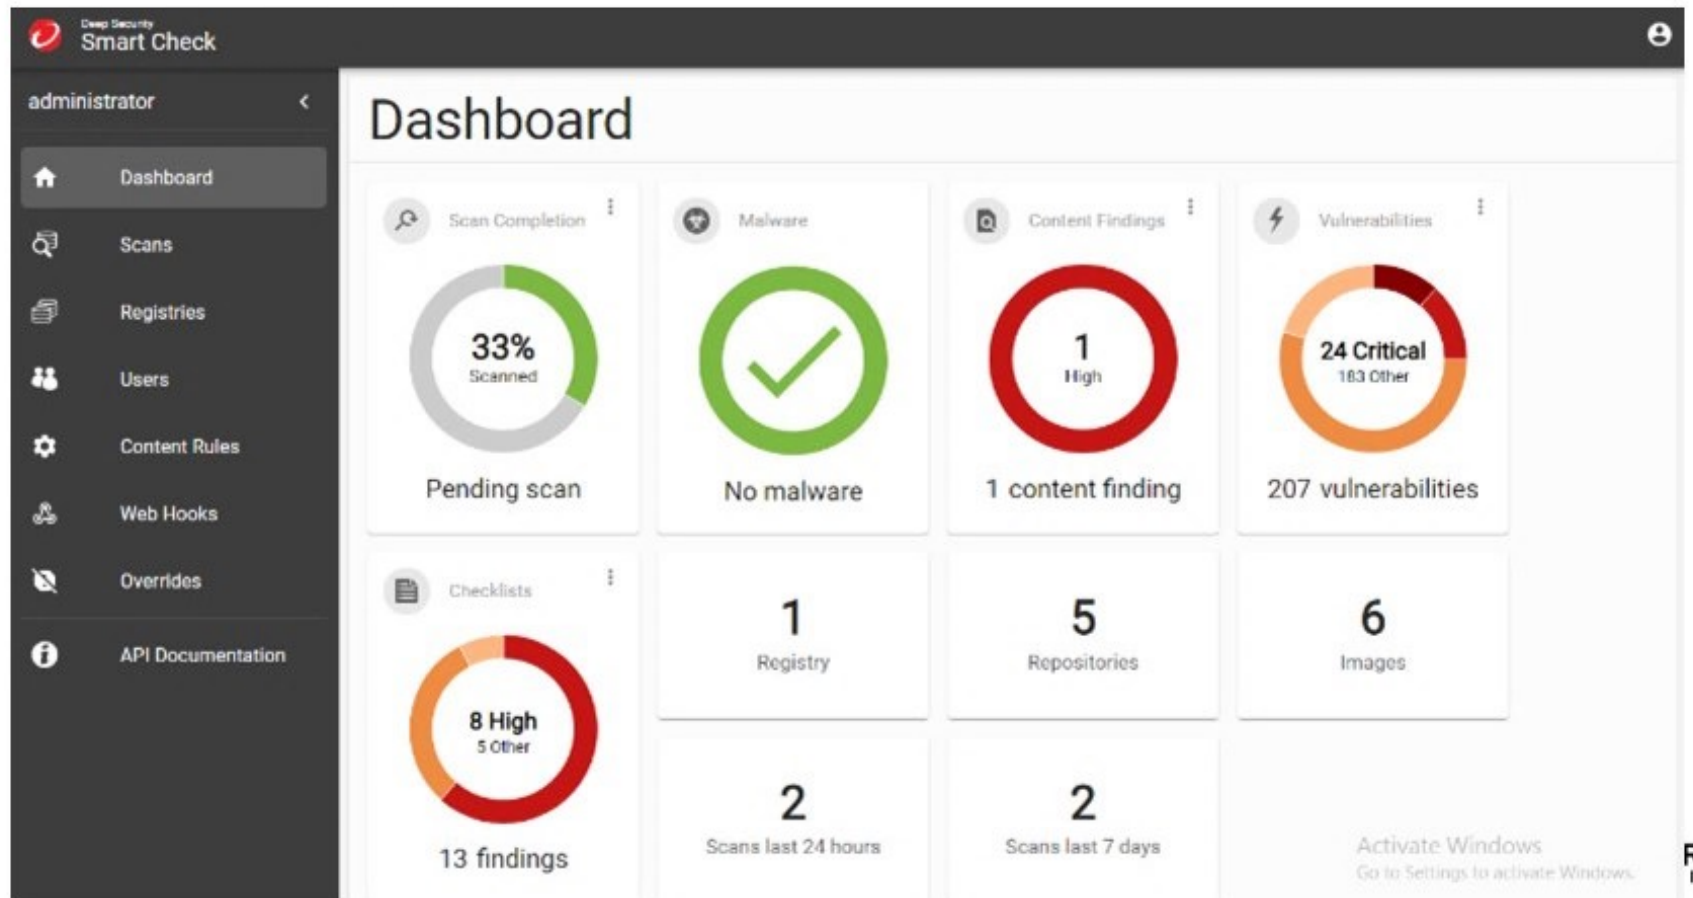 Deep Security
Smart Check
administrator
Dashboard
Scans
Registries
Users
Content Rules
Web Hooks
Overrides
API Documentation
Dashboard
Scan Completion
33%
Scanned
Pending scan
Malware
No malware
Content Findings
1
High
1 content finding
Vulnerabilities
24 Critical
183 Other
207 vulnerabilities
Checklists
8 High
5 Other
13 findings
1
Registry
5
Repositories
6
Images
2
Scans last 24 hours
2
Scans last 7 days
Activate Windows
Go to Settings to activate Windows.